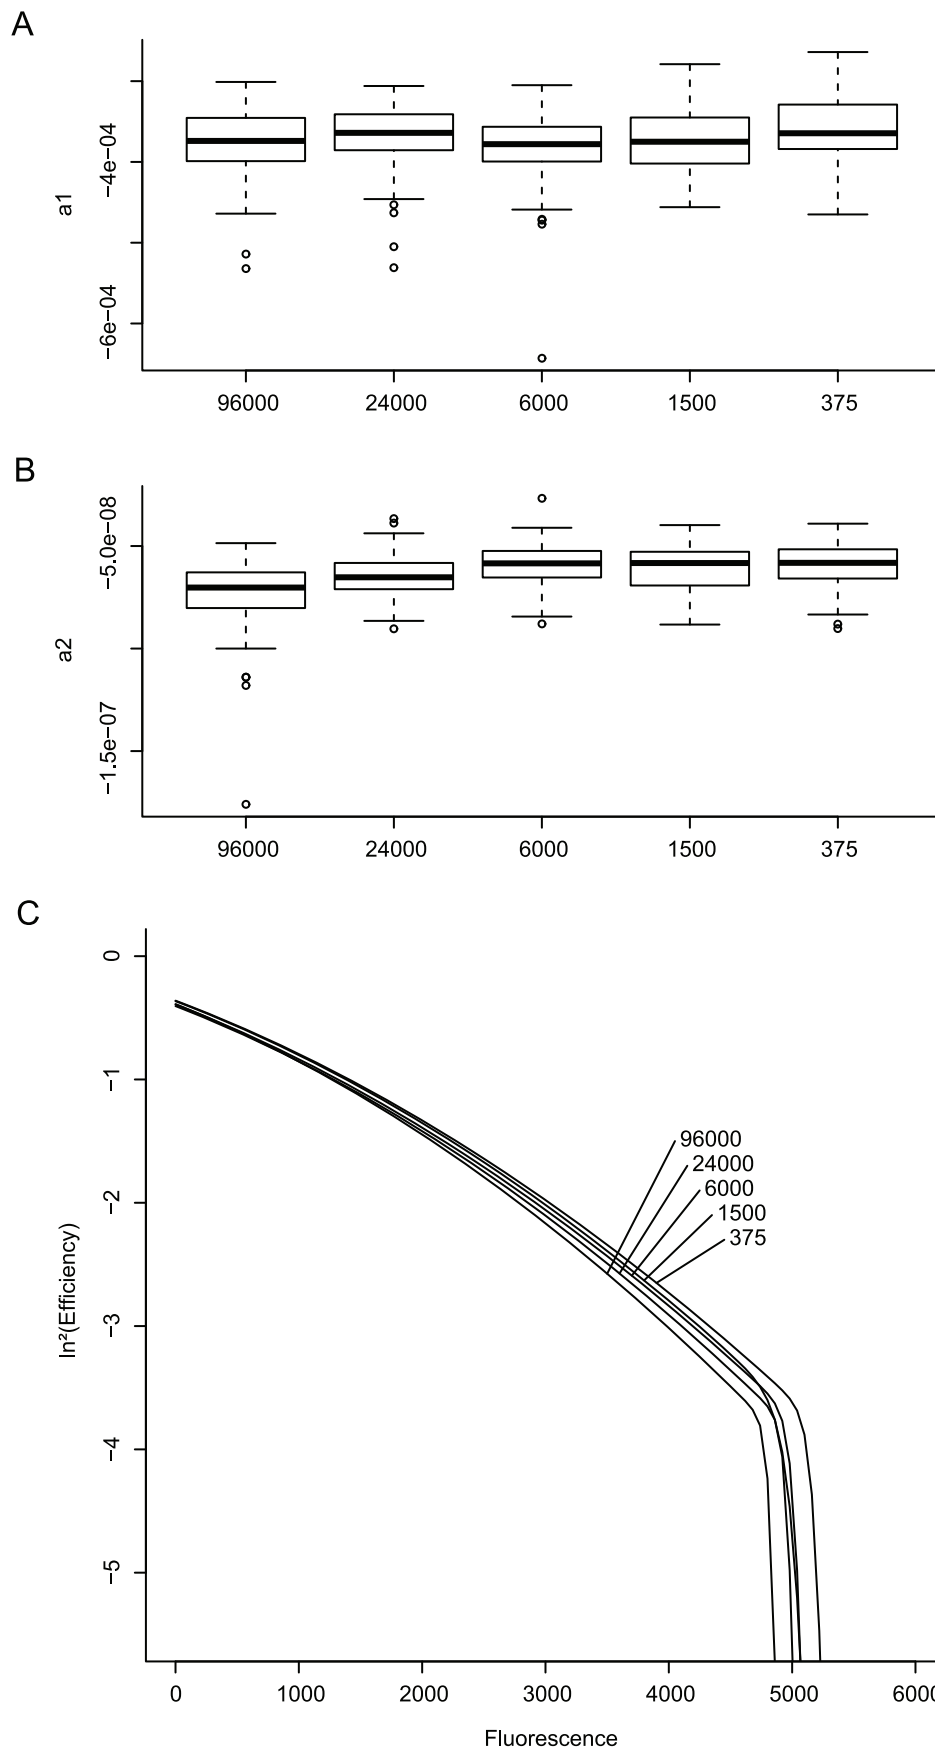 A
a1
−4e−04
−6e−04
96000 24000 6000 1500 375
B
a2
−5.0e−08
−1.5e−07
96000 24000 6000 1500 375
C
ln²(Efficiency)
0
−1
−2
−3
−4
−5
96000
24000
6000
1500
375
0 1000 2000 3000 4000 5000 6000
Fluorescence